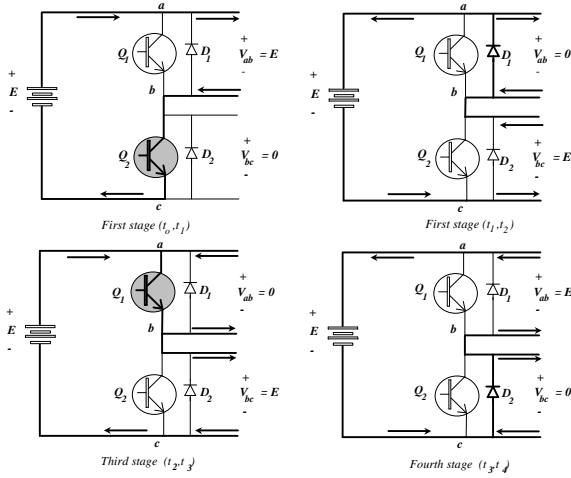 a
Q1
D1
+
Vab = E
-
+
E
-
b
Q2
D2
+
Vbc = 0
-
c
First stage (to ,t1)
a
Q1
D1
+
Vab = 0
-
+
E
-
b
Q2
D2
+
Vbc = E
-
c
First stage (t1,t2)
a
Q1
D1
+
Vab = 0
-
+
E
-
b
Q2
D2
+
Vbc = E
-
c
Third stage (t2,t3)
a
Q1
D1
+
Vab = E
-
+
E
-
b
Q2
D2
+
Vbc = 0
-
c
Fourth stage (t3,t4)